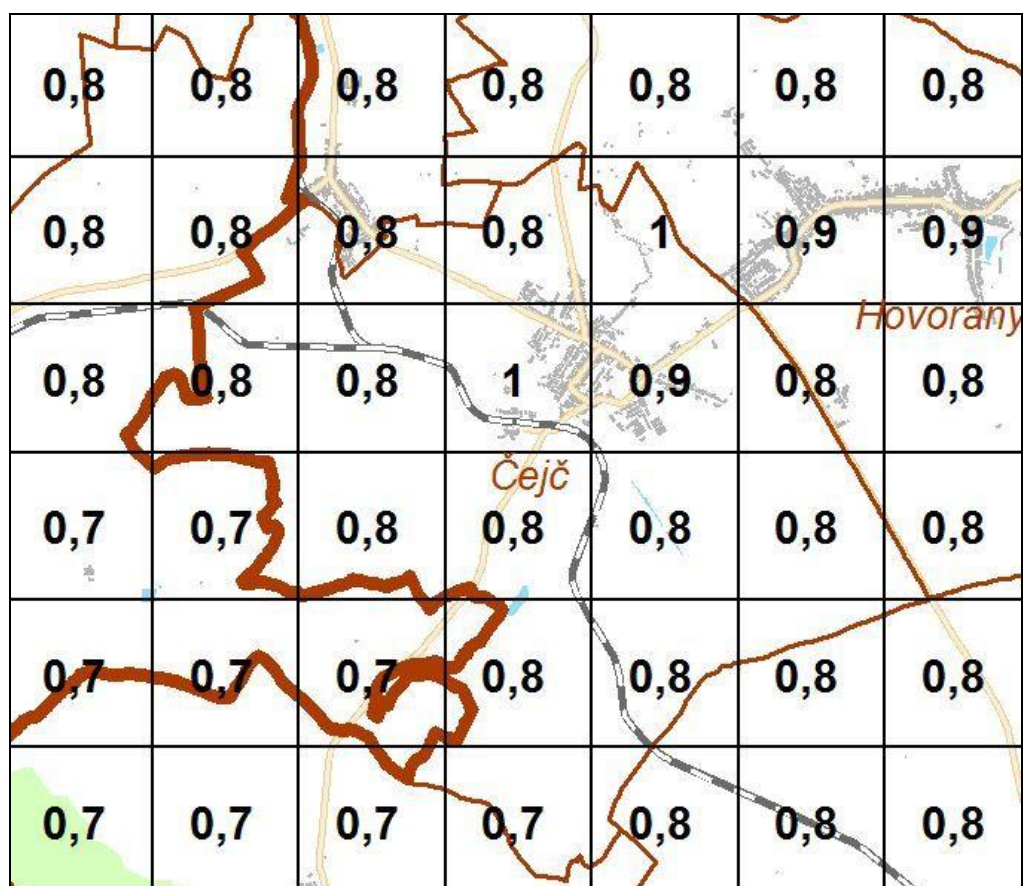 0,8 0,8 0,8 0,8 0,8 0,8 0,8
0,8 0,8 0,8 0,8 1 0,9 0,9
Hovorany
0,8 0,8 0,8 1 0,9 0,8 0,8
Čejč
0,7 0,7 0,8 0,8 0,8 0,8 0,8
0,7 0,7 0,7 0,8 0,8 0,8 0,8
0,7 0,7 0,7 0,7 0,8 0,8 0,8